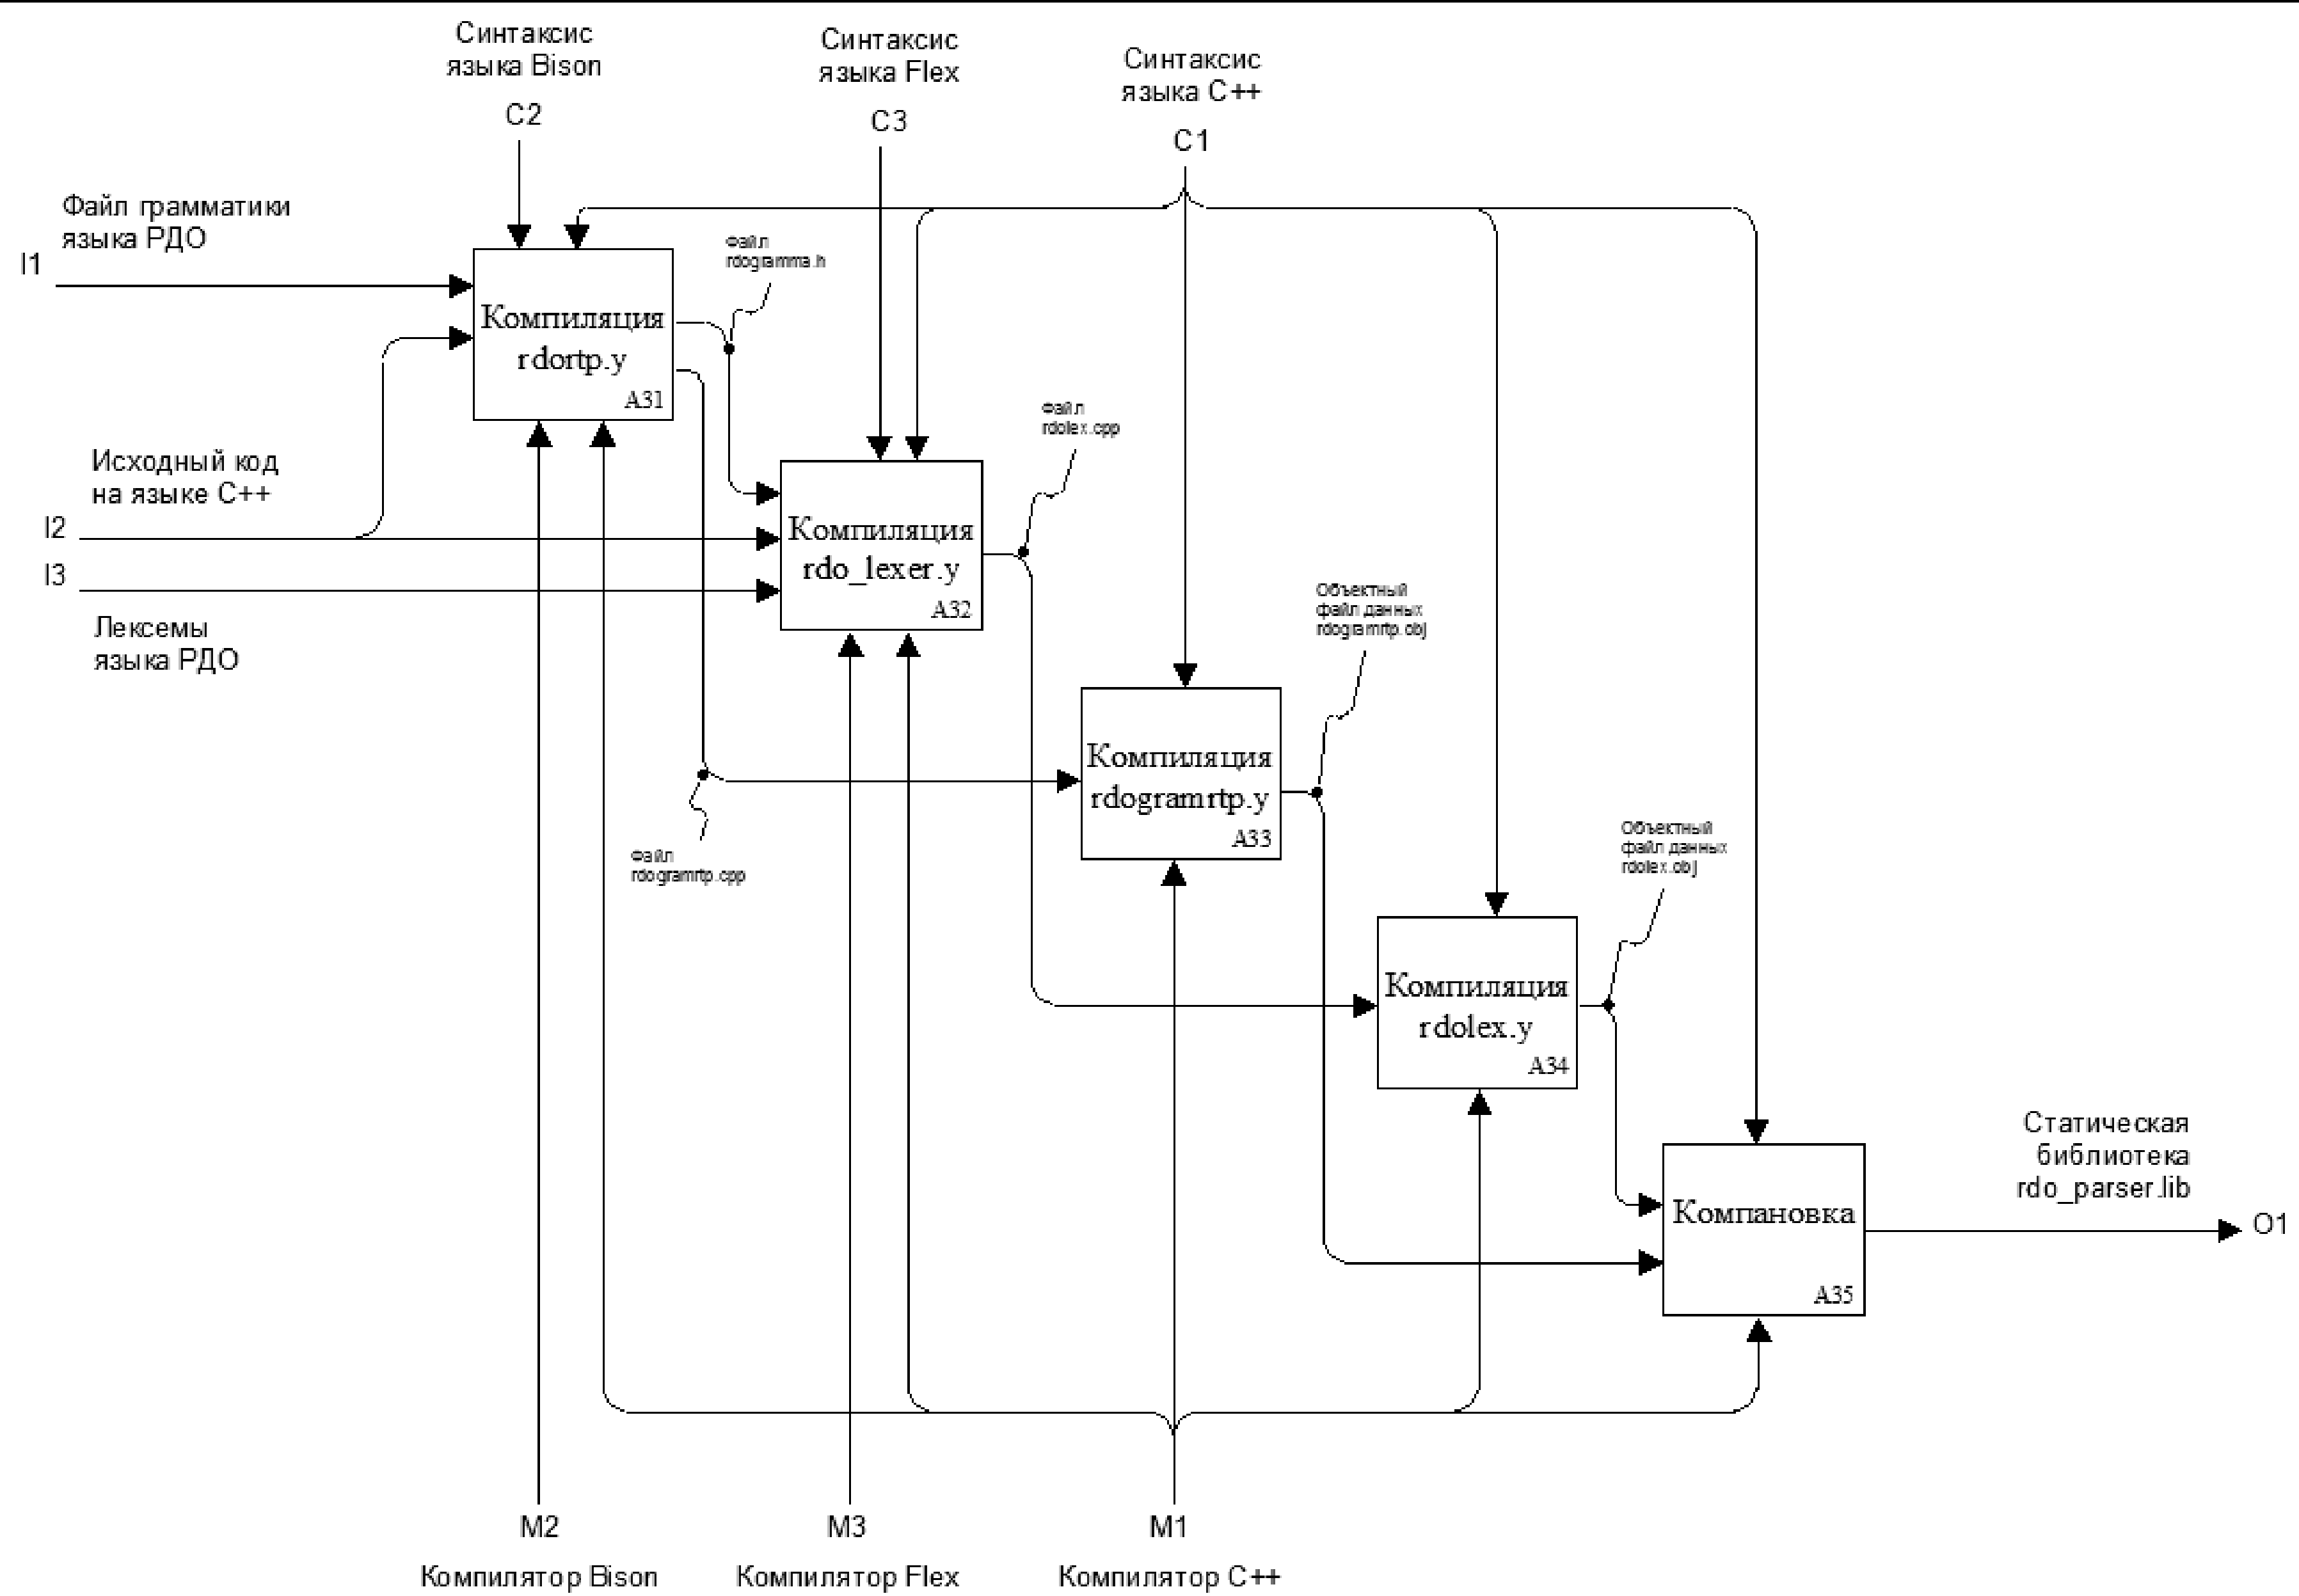 Синтаксис
языка Bison
C2
Синтаксис
языка Flex
C3
Синтаксис
языка C++
C1
Файл грамматики
языка РДО
I1
Файл
rdogramma.h
Компиляция
rdortp.y
A31
Исходный код
на языке C++
I2
I3
Лексемы
языка РДО
Файл
rdolex.cpp
Компиляция
rdo_lexer.y
A32
Объектный
файл данных
rdogramrtp.obj
Компиляция
rdogramrtp.y
A33
Файл
rdogramrtp.cpp
Объектный
файл данных
rdolex.obj
Компиляция
rdolex.y
A34
Статическая
библиотека
rdo_parser.lib
Компановка
A35
O1
M2
M3
M1
Компилятор Bison
Компилятор Flex
Компилятор C++